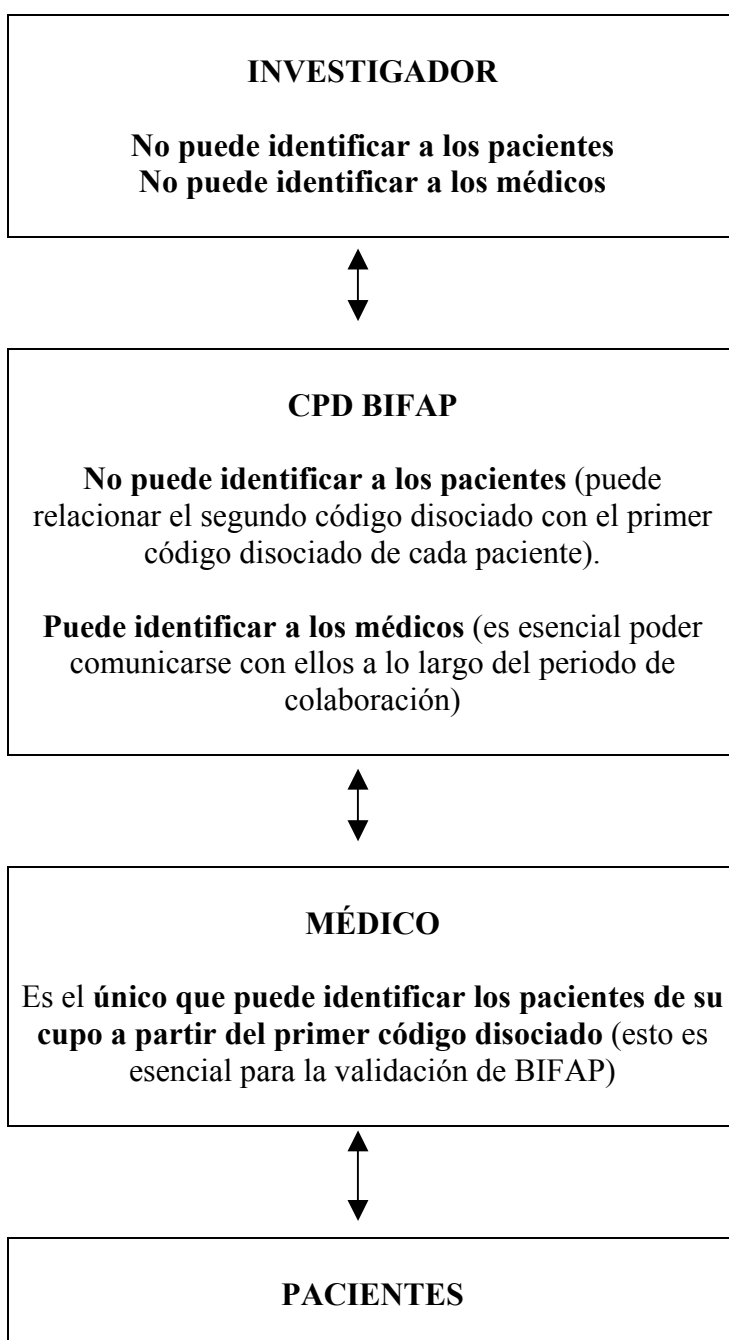 INVESTIGADOR
No puede identificar a los pacientes
No puede identificar a los médicos
CPD BIFAP
No puede identificar a los pacientes (puede
relacionar el segundo código disociado con el primer
código disociado de cada paciente).
Puede identificar a los médicos (es esencial poder
comunicarse con ellos a lo largo del periodo de
colaboración)
MÉDICO
Es el único que puede identificar los pacientes de su
cupo a partir del primer código disociado (esto es
esencial para la validación de BIFAP)
PACIENTES